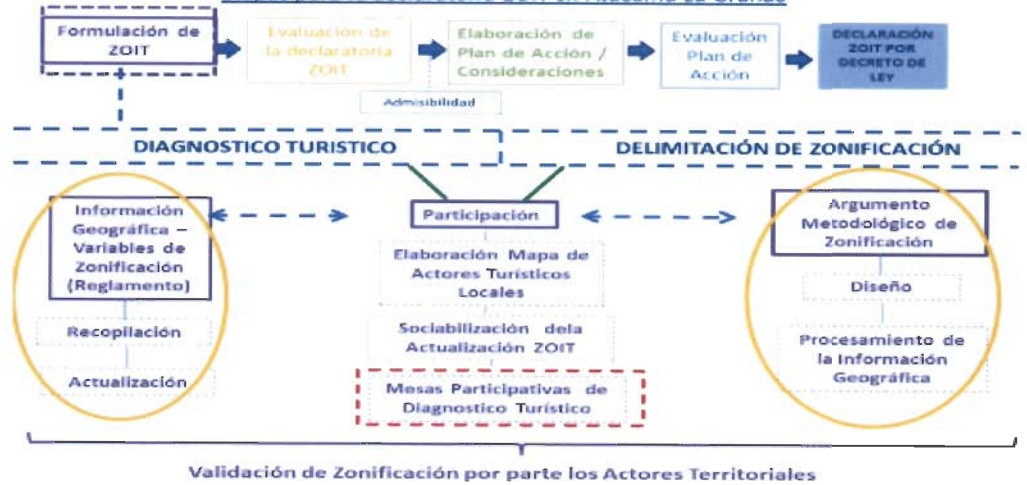 Formulación de
ZOIT
Evaluación de
la declaratoria
ZOIT
Elaboración de
Plan de Acción /
Consideraciones
Evaluación
Plan de
Acción
DECLARACIÓN
ZOIT POR
DECRETO DE
LEY
Admisibilidad
DIAGNOSTICO TURISTICO
DELIMITACIÓN DE ZONIFICACIÓN
Información
Geográfica –
Variables de
Zonificación
(Reglamento)
Recopilación
Actualización
Participación
Elaboración Mapa de
Actores Turísticos
Locales
Sociabilización dela
Actualización ZOIT
Mesas Participativas de
Diagnostico Turístico
Argumento
Metodológico de
Zonificación
Diseño
Procesamiento de
la Información
Geográfica
Validación de Zonificación por parte los Actores Territoriales